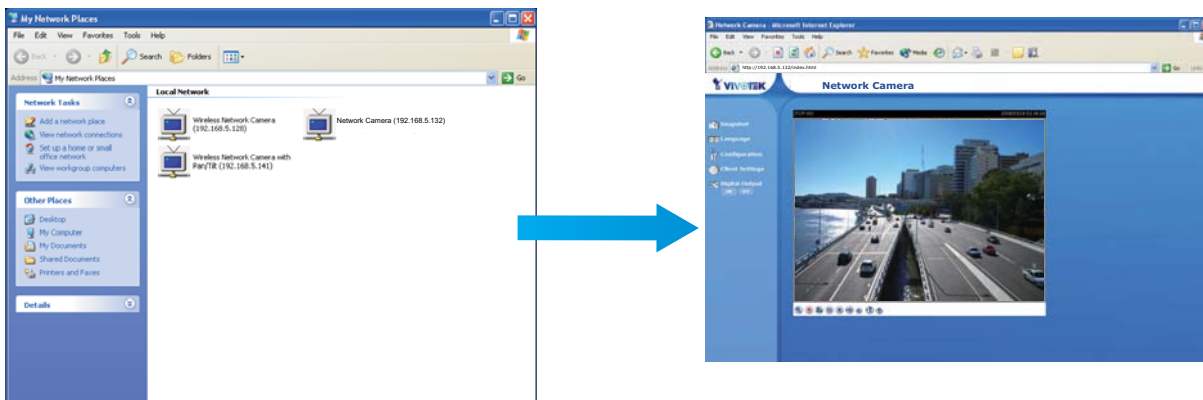 My Network Places
File Edit View Favorites Tools Help
Back Search Folders
Address My Network Places Go
Network Tasks
Add a network place
View network connections
Set up a home or small
office network
View workgroup computers
Other Places
Desktop
My Computer
My Documents
Shared Documents
Printers and Faxes
Details
Local Network
Wireless Network Camera
(192.168.5.128)
Network Camera (192.168.5.132)
Wireless Network Camera with
Pan/Tilt (192.168.5.141)
Network Camera - Microsoft Internet Explorer
File Edit View Favorites Tools Help
Back Search Favorites Media
Address http://192.168.5.132/index.html Go Links
VIVOTEK
Network Camera
Snapshot
Language
Configuration
Client Settings
Digital Output